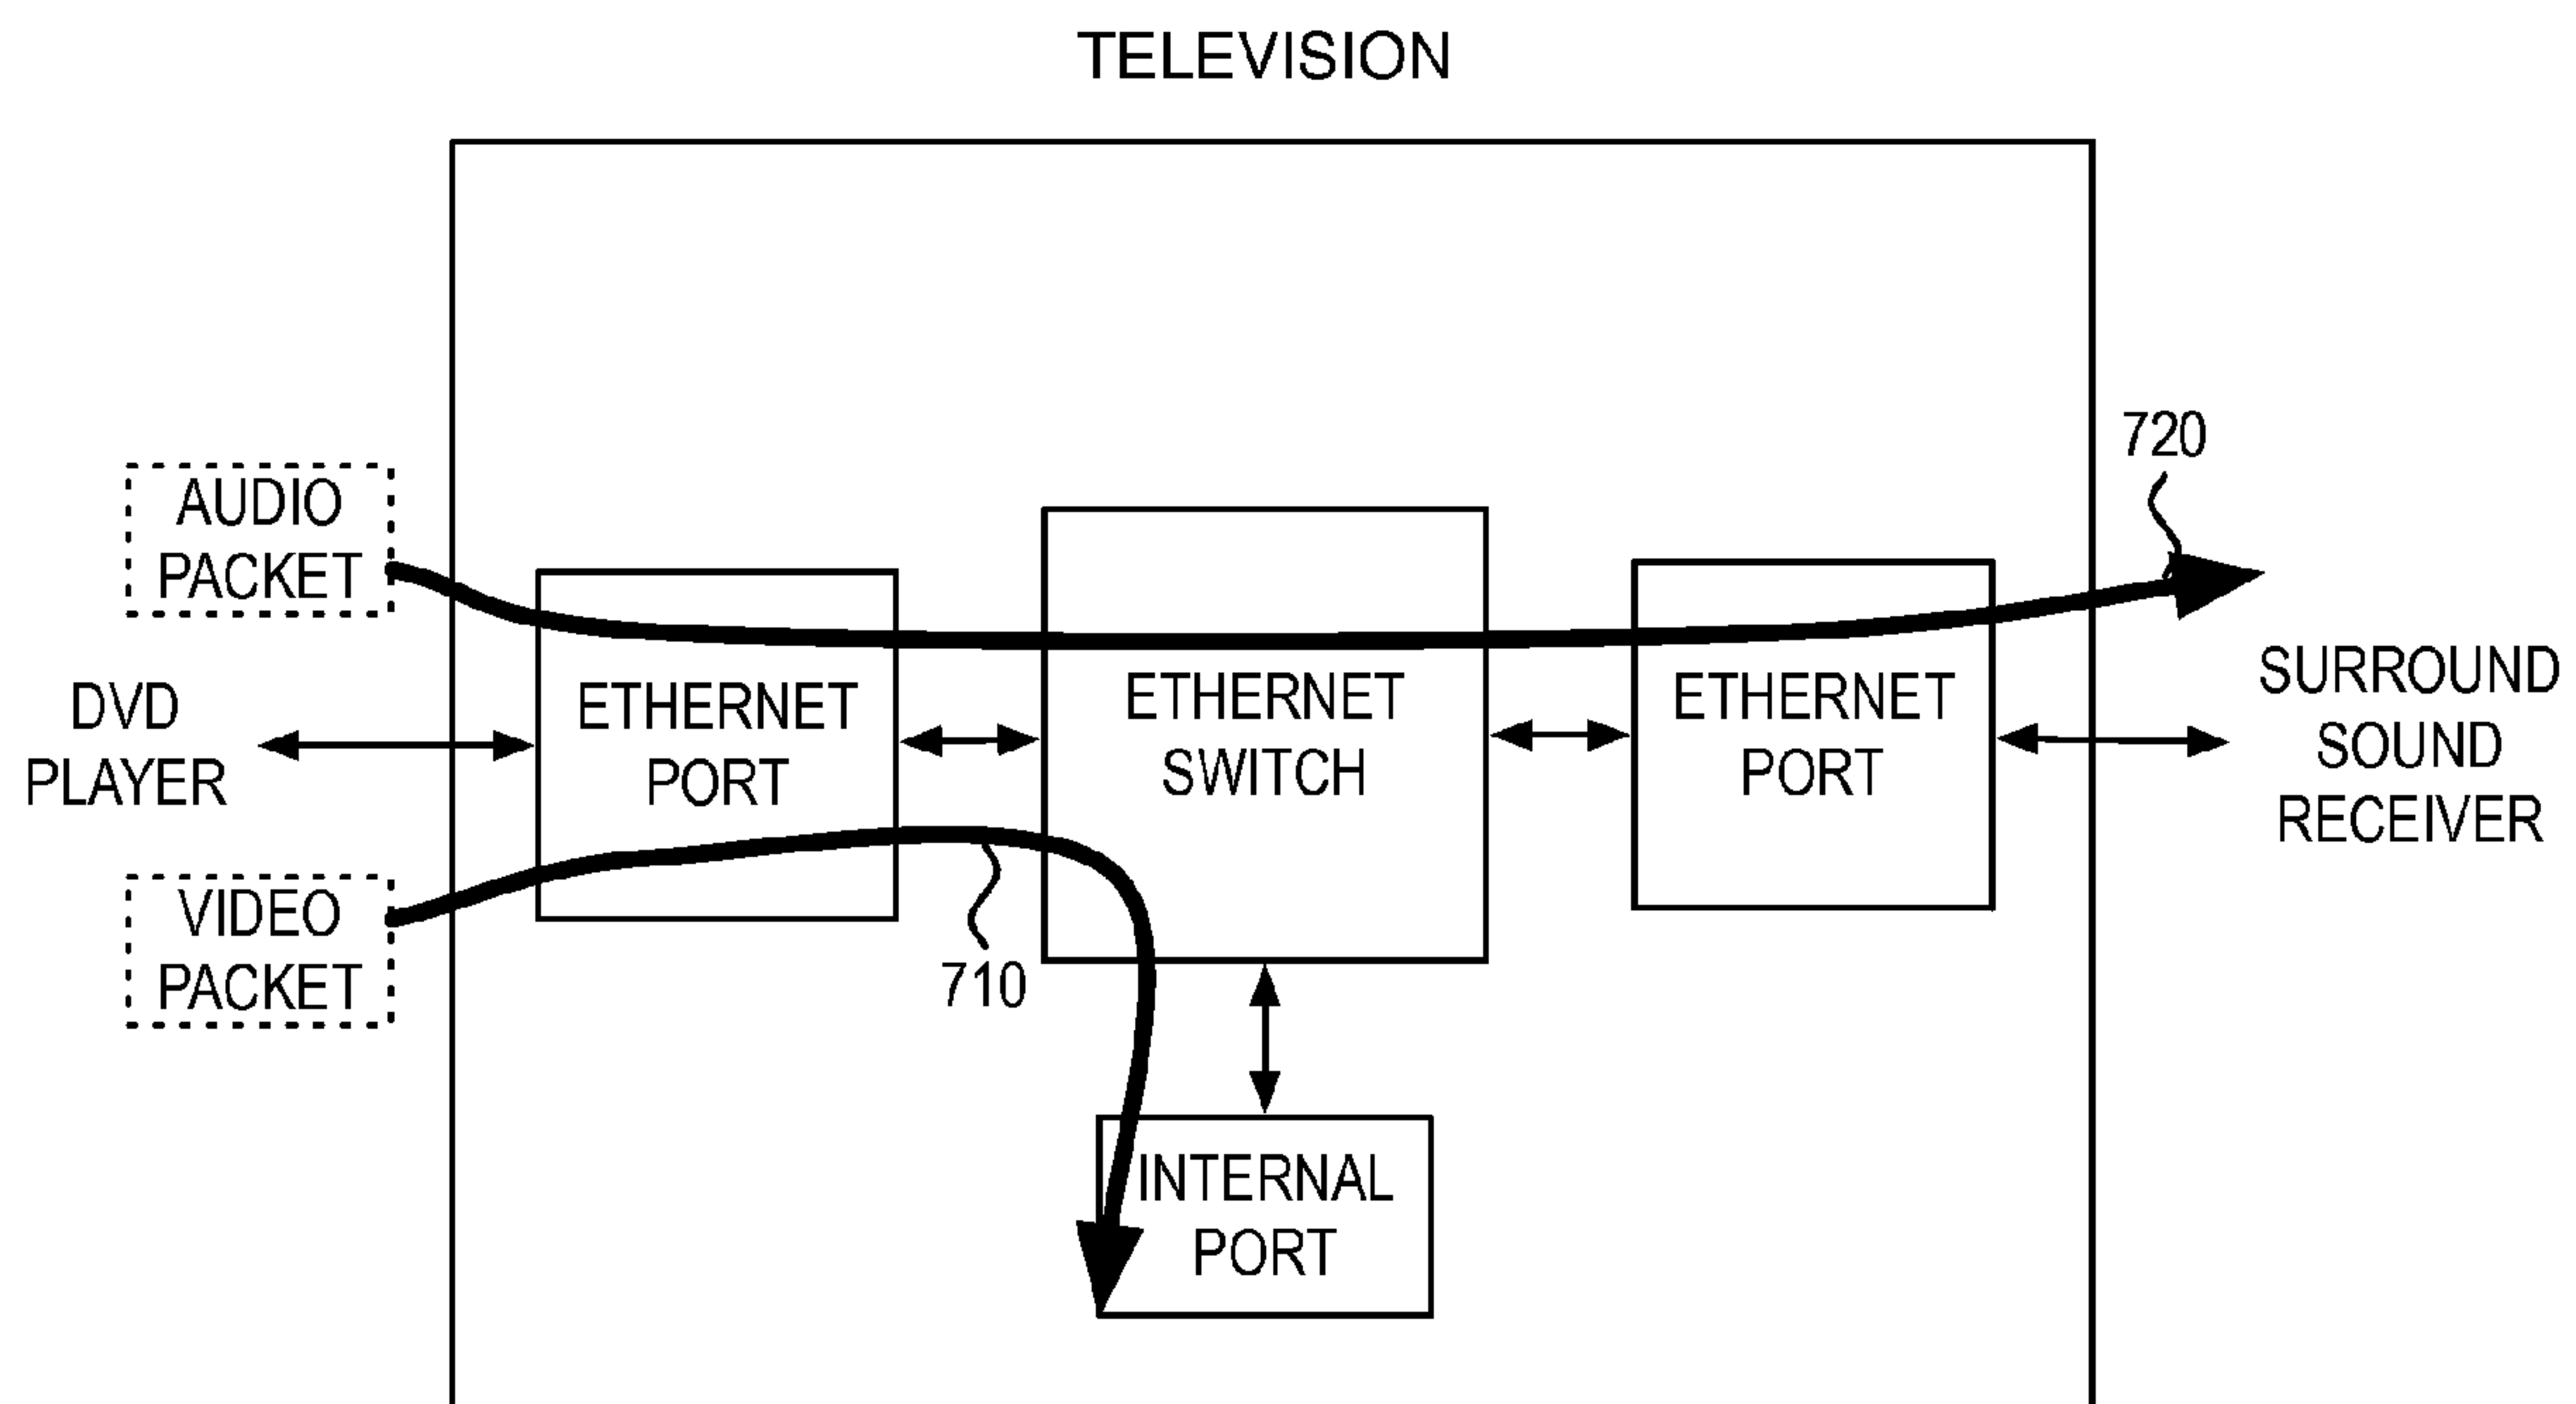 TELEVISION
720
AUDIO
PACKET
DVD
PLAYER
ETHERNET
PORT
ETHERNET
SWITCH
ETHERNET
PORT
SURROUND
SOUND
RECEIVER
VIDEO
PACKET
710
INTERNAL
PORT